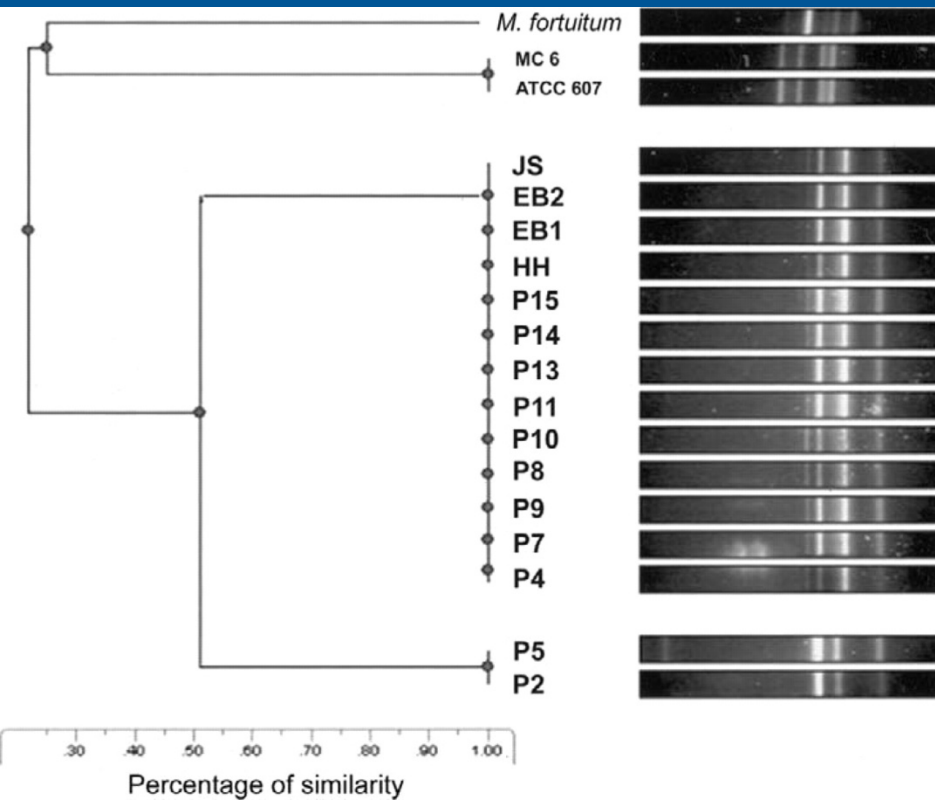 M. fortuitum
MC 6
ATCC 607
JS
EB2
EB1
HH
P15
P14
P13
P11
P10
P8
P9
P7
P4
P5
P2
.30 .40 .50 .60 .70 .80 .90 1.00
Percentage of similarity